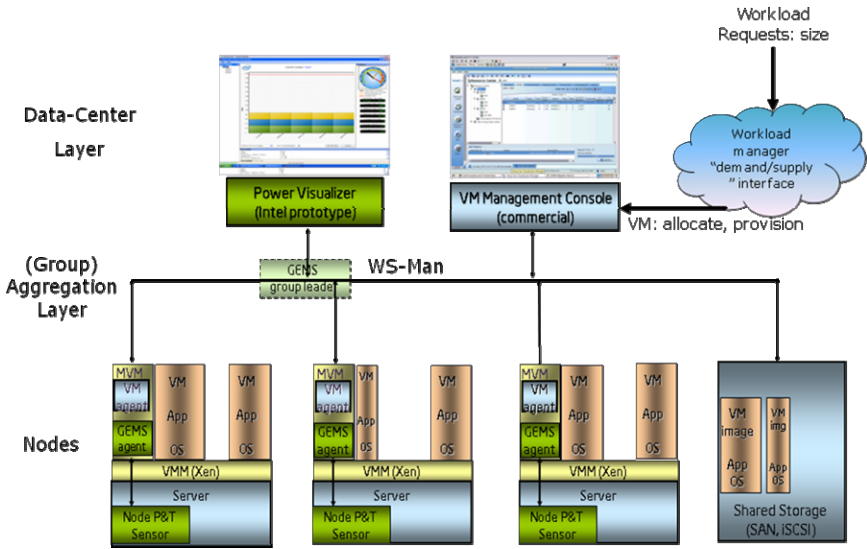 Workload
Requests: size
Data-Center
Layer
Workload
manager
"demand/supply
" interface
Power Visualizer
(Intel prototype)
VM Management Console
(commercial)
VM: allocate, provision
(Group)
Aggregation
Layer
GEMS
group leader
WS-Man
MVM
VM
agent
GEMS
agent
VM
App
OS
VM
App
OS
VMM (Xen)
Server
Node P&T
Sensor
MVM
VM
agent
GEMS
agent
VM
App
OS
VM
App
OS
VMM (Xen)
Server
Node P&T
Sensor
MVM
VM
agent
GEMS
agent
VM
App
OS
VM
App
OS
VMM (Xen)
Server
Node P&T
Sensor
VM
image
App
OS
VM
img
App
OS
Shared Storage
(SAN, iSCSI)
Nodes